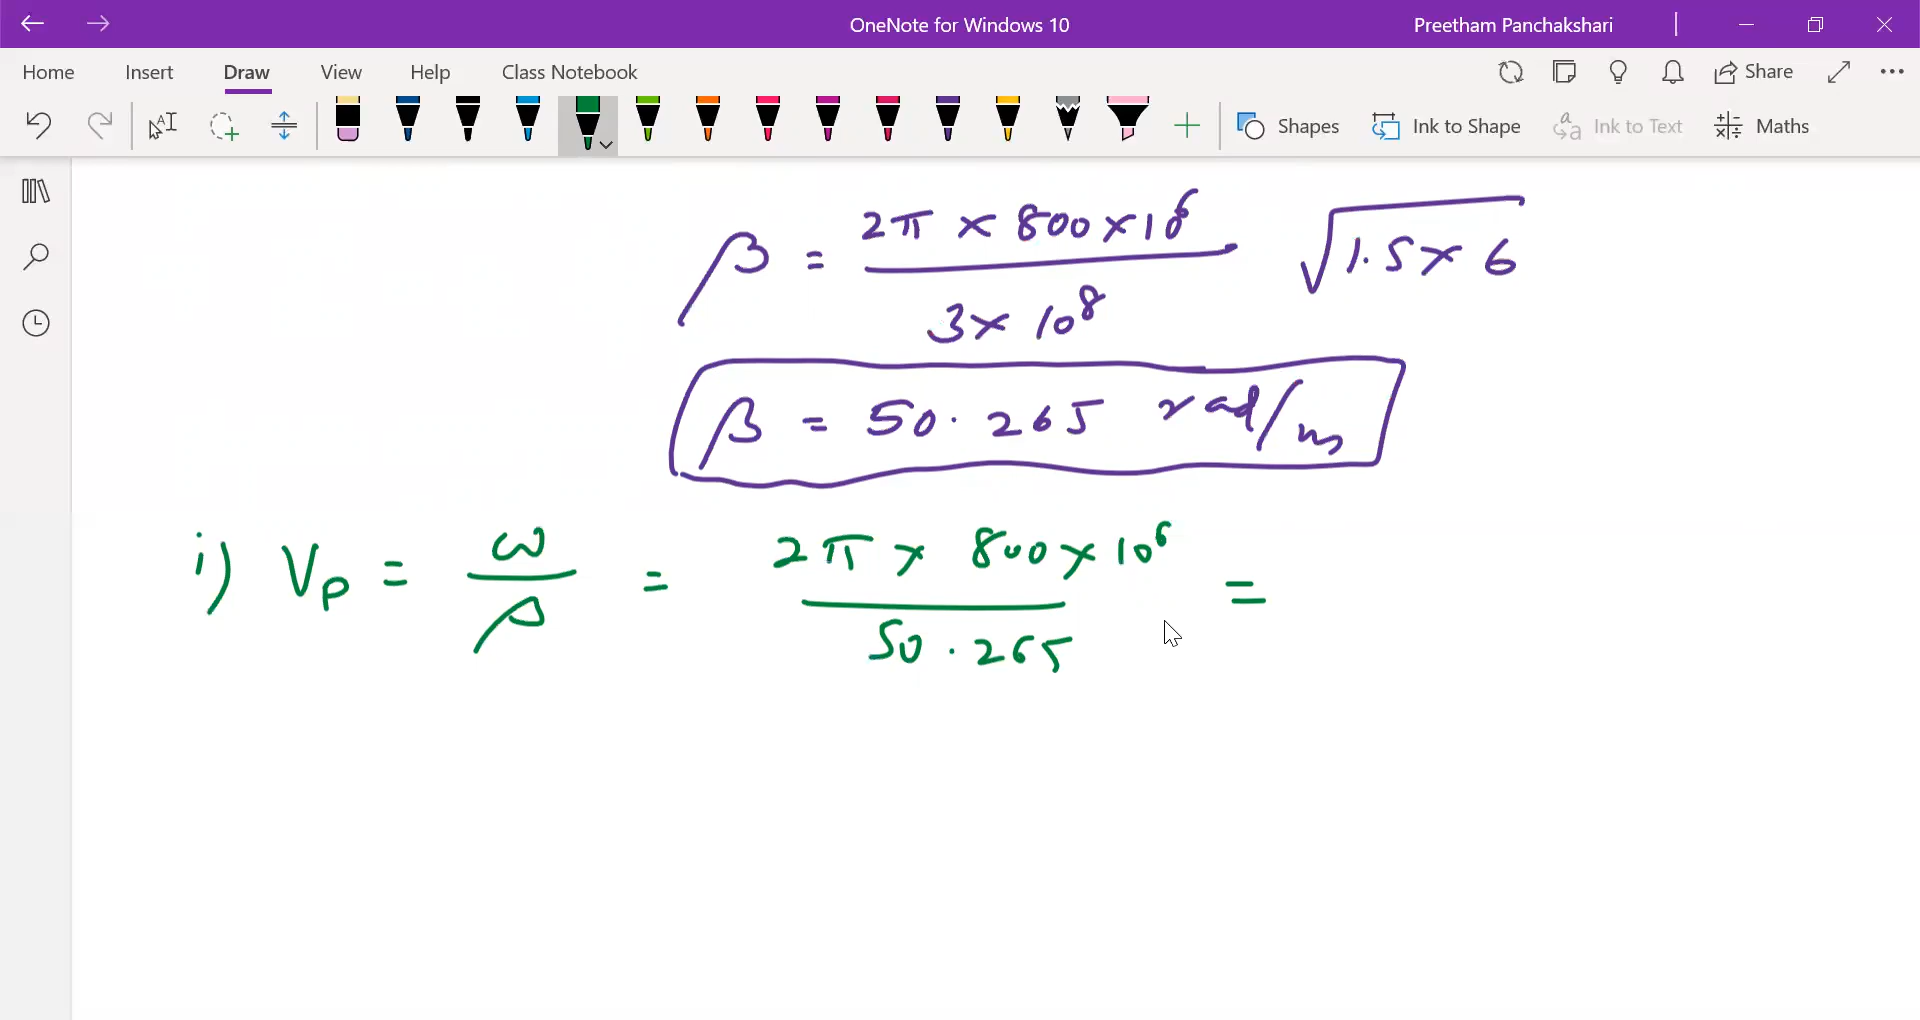 OneNote for Windows 10
Preetham Panchakshari
Home Insert Draw View Help Class Notebook Share
Shapes Ink to Shape Ink to Text Maths
β = 2π × 800 × 10⁶ / 3 × 10⁸ √1.5 × 6
β = 50.265 rad/m
i) Vₚ = ω / β = 2π × 800 × 10⁶ / 50.265 =